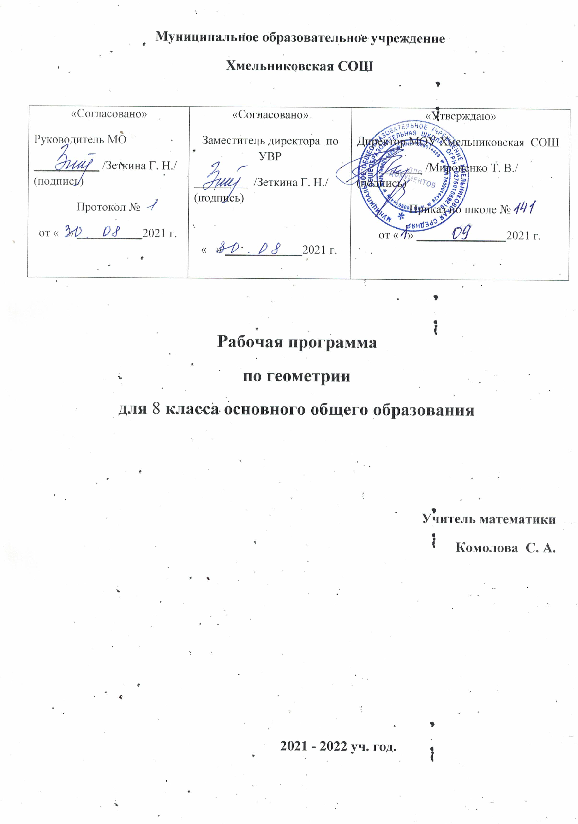 Муниципальное образовательное учреждение
Хмельниковская СОШ
«Согласовано»
Руководитель МО
__________ /Зеткина Г. Н./
(подпись)
Протокол № 1
от « 30 . 08 2021 г.
«Согласовано»
Заместитель директора по
УВР
__________ /Зеткина Г. Н./
(подпись)
« 30 . 08 2021 г.
«Утверждаю»
Директор МОУ Хмельниковская СОШ
/Мироненко Т. В./
(подпись)
Приказ по школе № 141
от «1» 09 2021 г.
Рабочая программа
по геометрии
для 8 класса основного общего образования
Учитель математики
Комолова С. А.
2021 - 2022 уч. год.